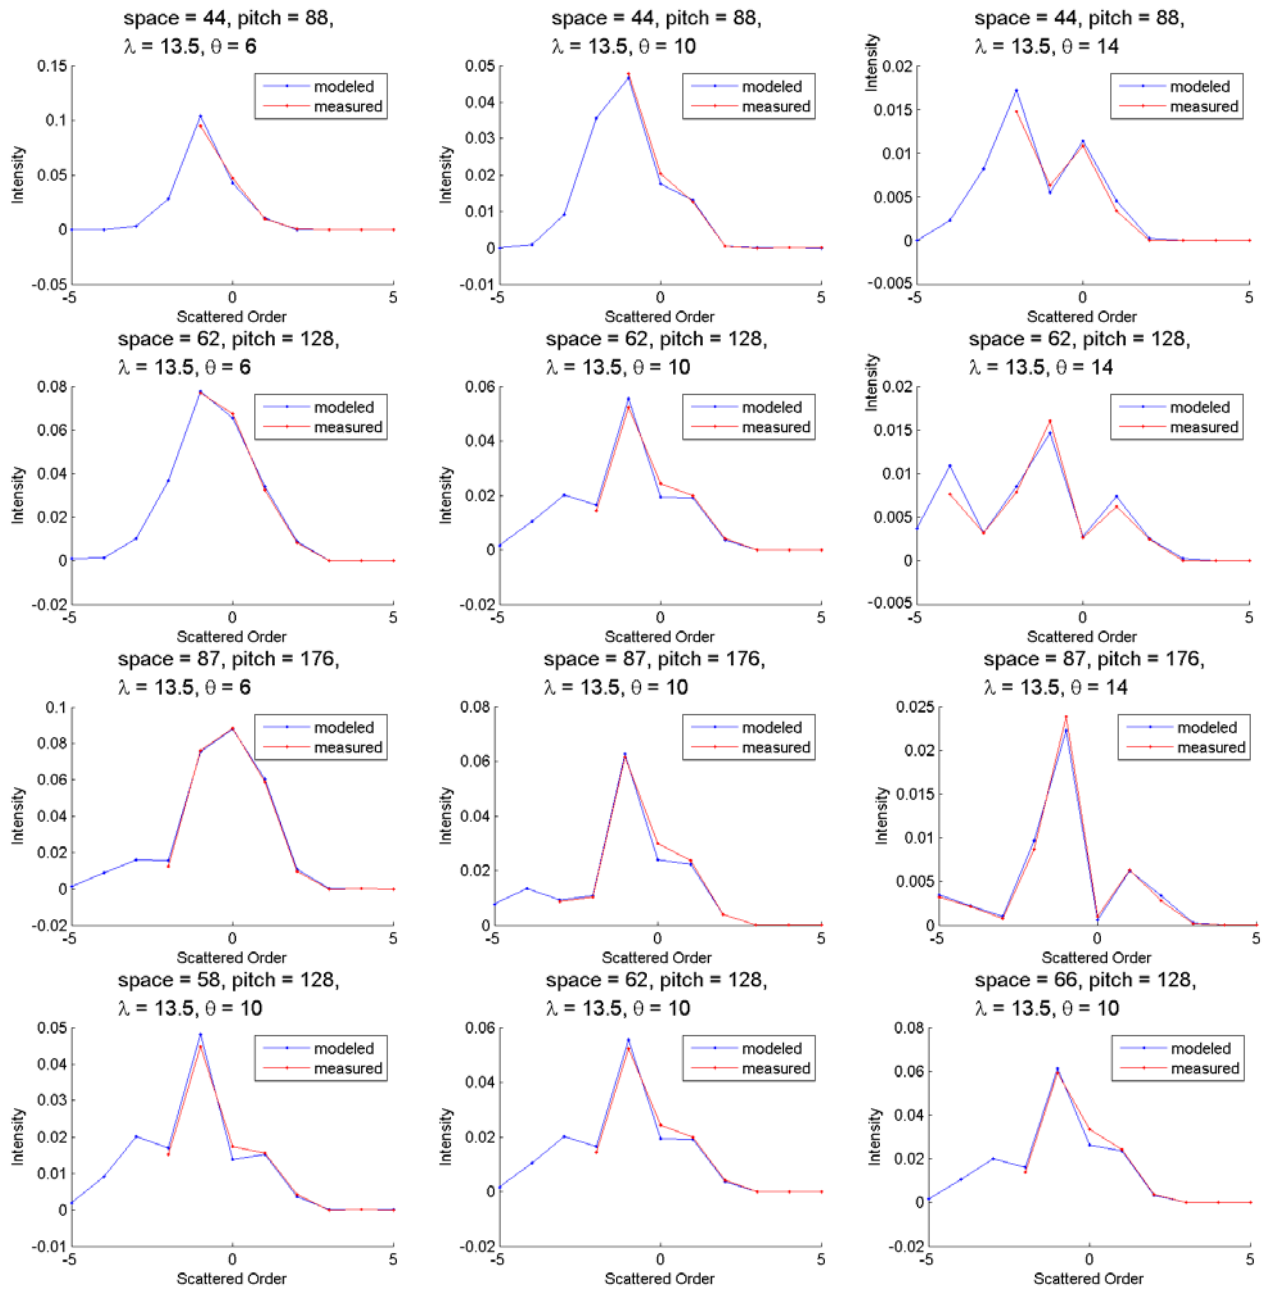 space = 44, pitch = 88,
λ = 13.5, θ = 6
0.15
0.1
0.05
0
-0.05
Intensity
modeled
measured
-5
0
5
Scattered Order
space = 44, pitch = 88,
λ = 13.5, θ = 10
0.05
0.04
0.03
0.02
0.01
0
-0.01
Intensity
modeled
measured
-5
0
5
Scattered Order
space = 44, pitch = 88,
λ = 13.5, θ = 14
0.02
0.015
0.01
0.005
0
-0.005
Intensity
modeled
measured
-5
0
5
Scattered Order
space = 62, pitch = 128,
λ = 13.5, θ = 6
0.08
0.06
0.04
0.02
0
-0.02
Intensity
modeled
measured
-5
0
5
Scattered Order
space = 62, pitch = 128,
λ = 13.5, θ = 10
0.06
0.04
0.02
0
-0.02
Intensity
modeled
measured
-5
0
5
Scattered Order
space = 62, pitch = 128,
λ = 13.5, θ = 14
0.02
0.015
0.01
0.005
0
-0.005
Intensity
modeled
measured
-5
0
5
Scattered Order
space = 87, pitch = 176,
λ = 13.5, θ = 6
0.1
0.08
0.06
0.04
0.02
0
-0.02
Intensity
modeled
measured
-5
0
5
Scattered Order
space = 87, pitch = 176,
λ = 13.5, θ = 10
0.08
0.06
0.04
0.02
0
Intensity
modeled
measured
-5
0
5
Scattered Order
space = 87, pitch = 176,
λ = 13.5, θ = 14
0.025
0.02
0.015
0.01
0.005
0
Intensity
modeled
measured
-5
0
5
Scattered Order
space = 58, pitch = 128,
λ = 13.5, θ = 10
0.05
0.04
0.03
0.02
0.01
0
-0.01
Intensity
modeled
measured
-5
0
5
Scattered Order
space = 62, pitch = 128,
λ = 13.5, θ = 10
0.06
0.04
0.02
0
-0.02
Intensity
modeled
measured
-5
0
5
Scattered Order
space = 66, pitch = 128,
λ = 13.5, θ = 10
0.08
0.06
0.04
0.02
0
-0.02
Intensity
modeled
measured
-5
0
5
Scattered Order